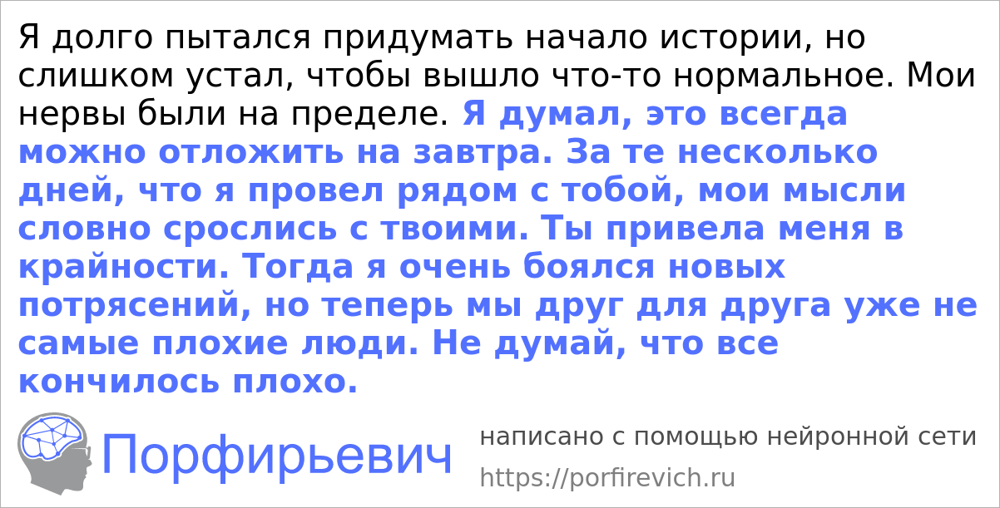 Я долго пытался придумать начало истории, но
слишком устал, чтобы вышло что-то нормальное. Мои
нервы были на пределе. Я думал, это всегда
можно отложить на завтра. За те несколько
дней, что я провел рядом с тобой, мои мысли
словно срослись с твоими. Ты привела меня в
крайности. Тогда я очень боялся новых
потрясений, но теперь мы друг для друга уже не
самые плохие люди. Не думай, что все
кончилось плохо.
Порфирьевич
написано с помощью нейронной сети
https://porfirevich.ru